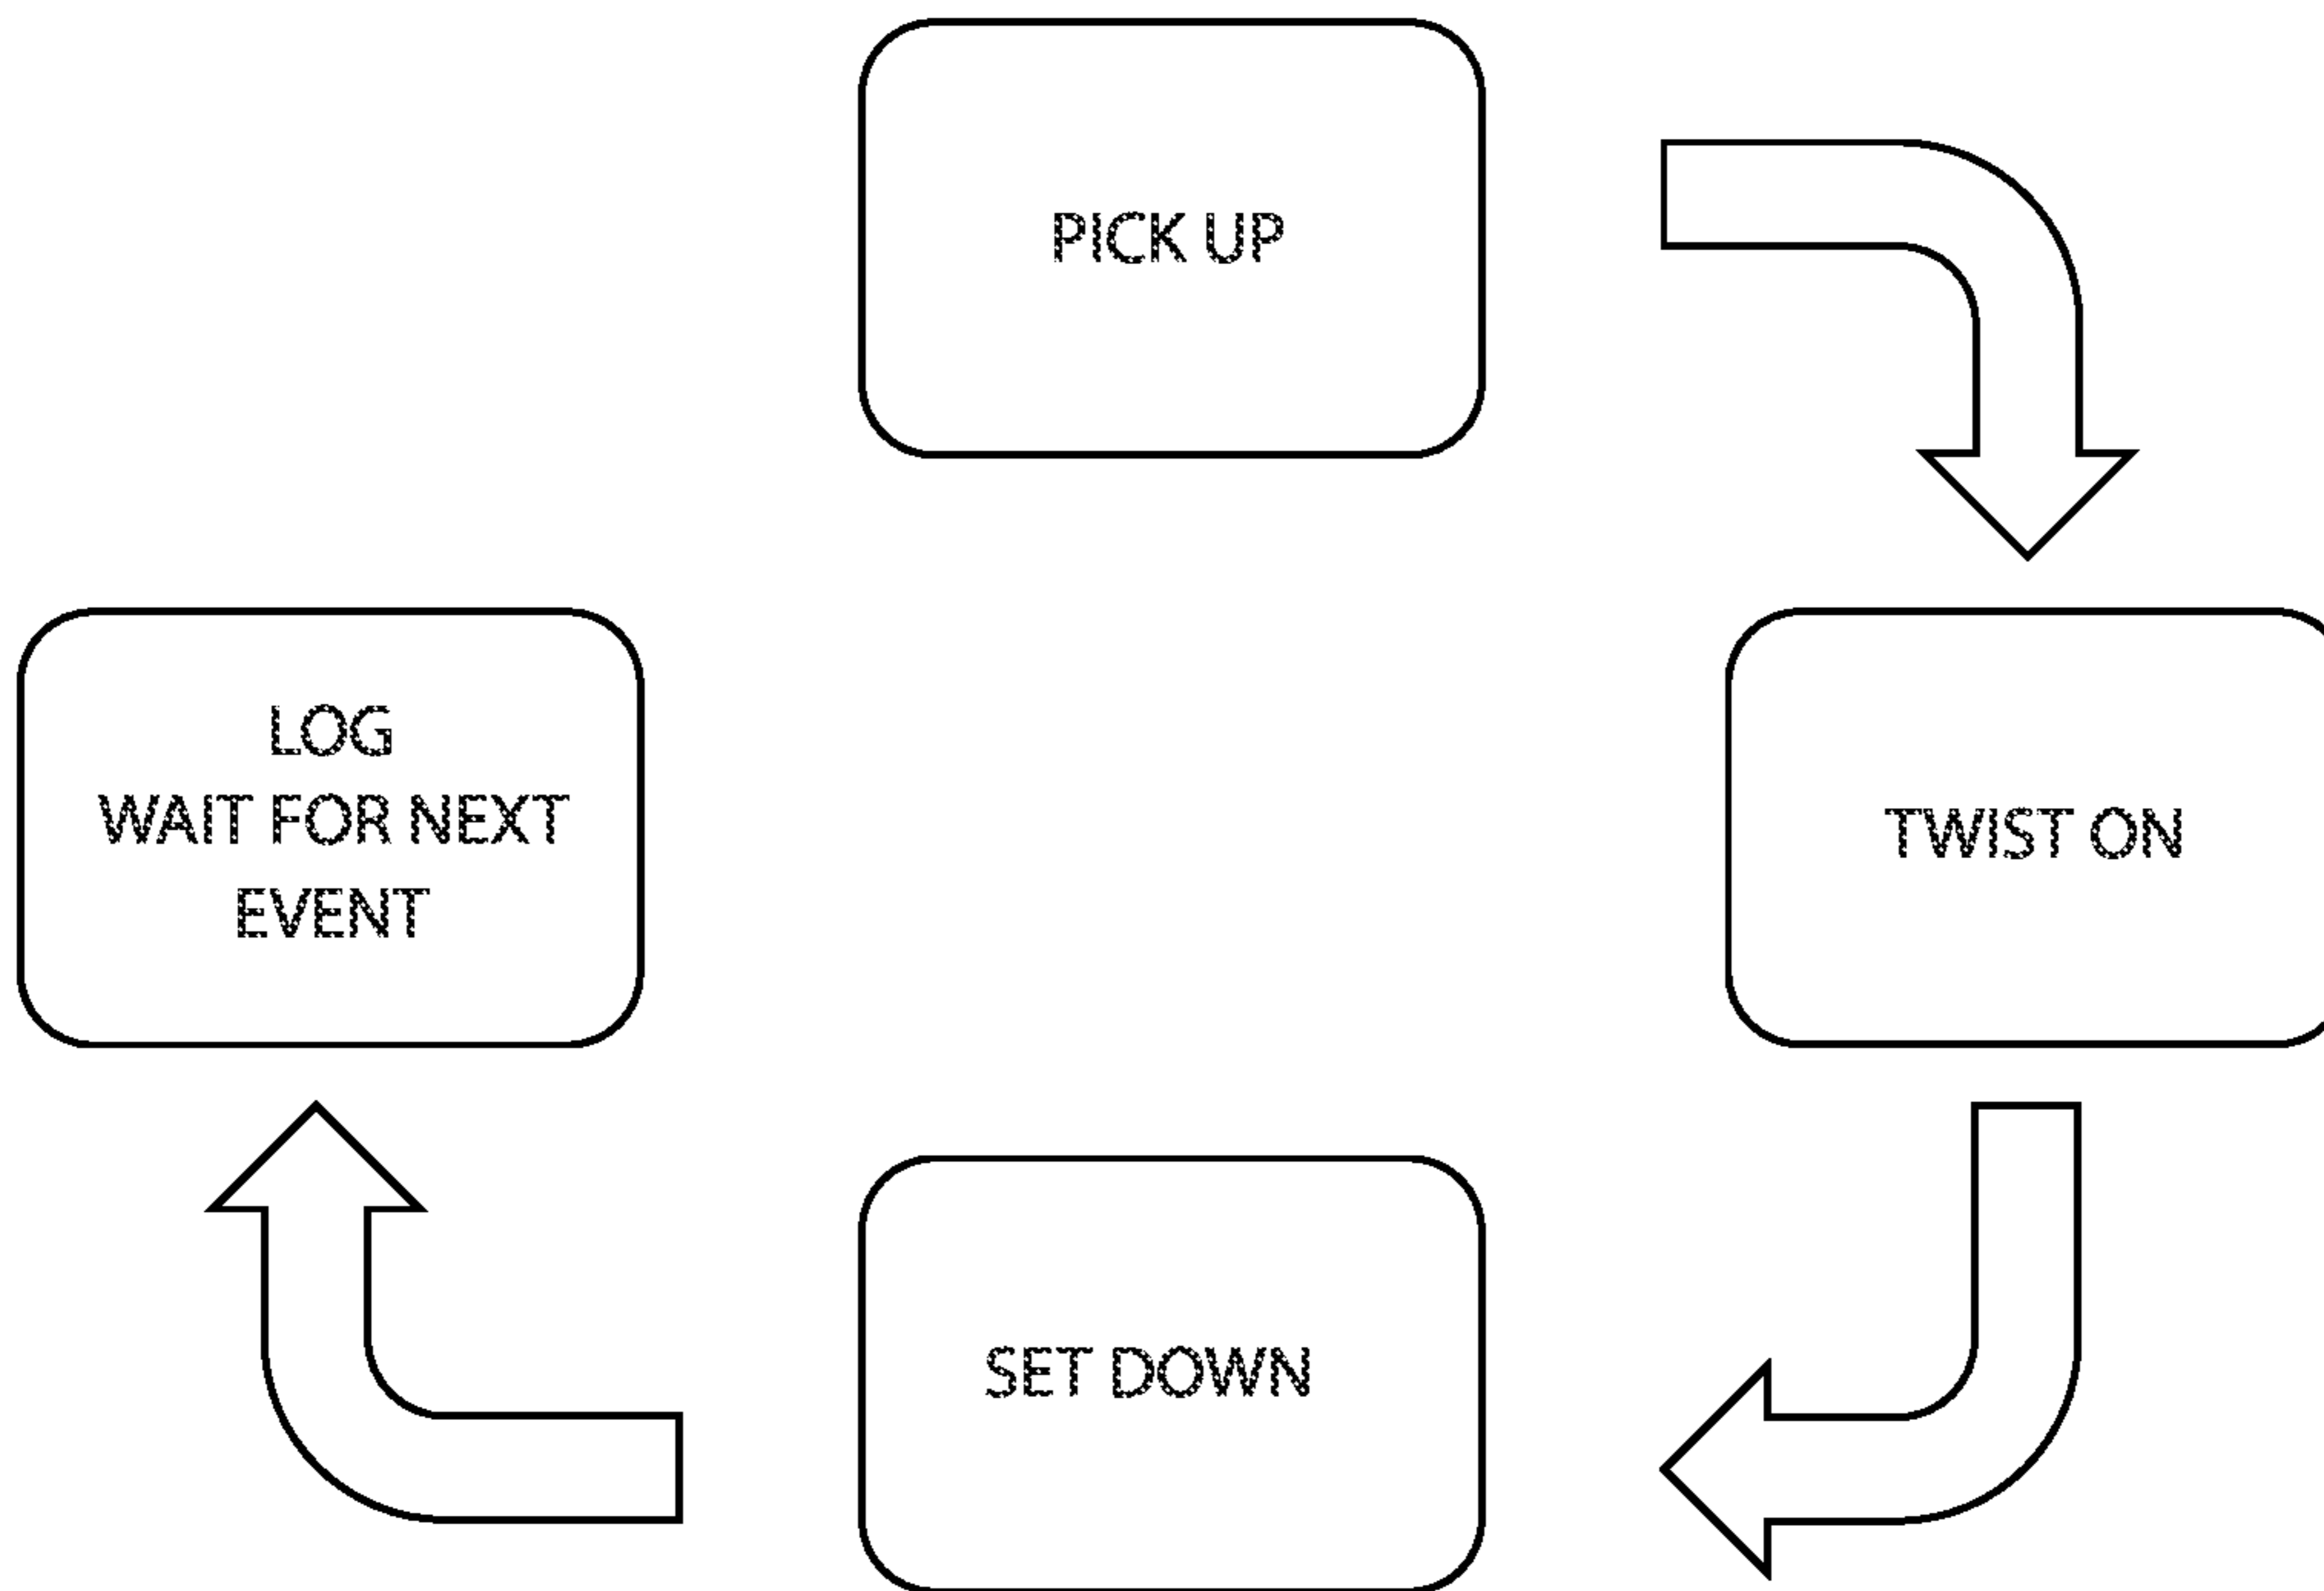 PICK UP
LOG
WAIT FOR NEXT
EVENT
TWIST ON
SET DOWN